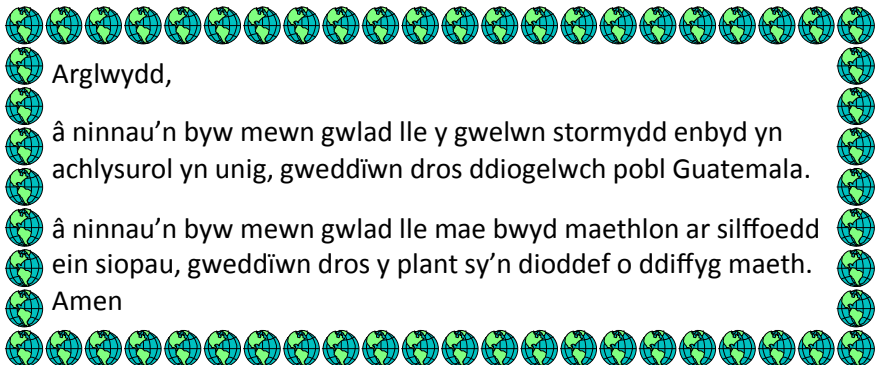 Arglwydd,
â ninnau’n byw mewn gwlad lle y gwelwn stormydd enbyd yn
achlysurol yn unig, gweddïwn dros ddiogelwch pobl Guatemala.
â ninnau’n byw mewn gwlad lle mae bwyd maethlon ar silffoedd
ein siopau, gweddïwn dros y plant sy’n dioddef o ddiffyg maeth.
Amen